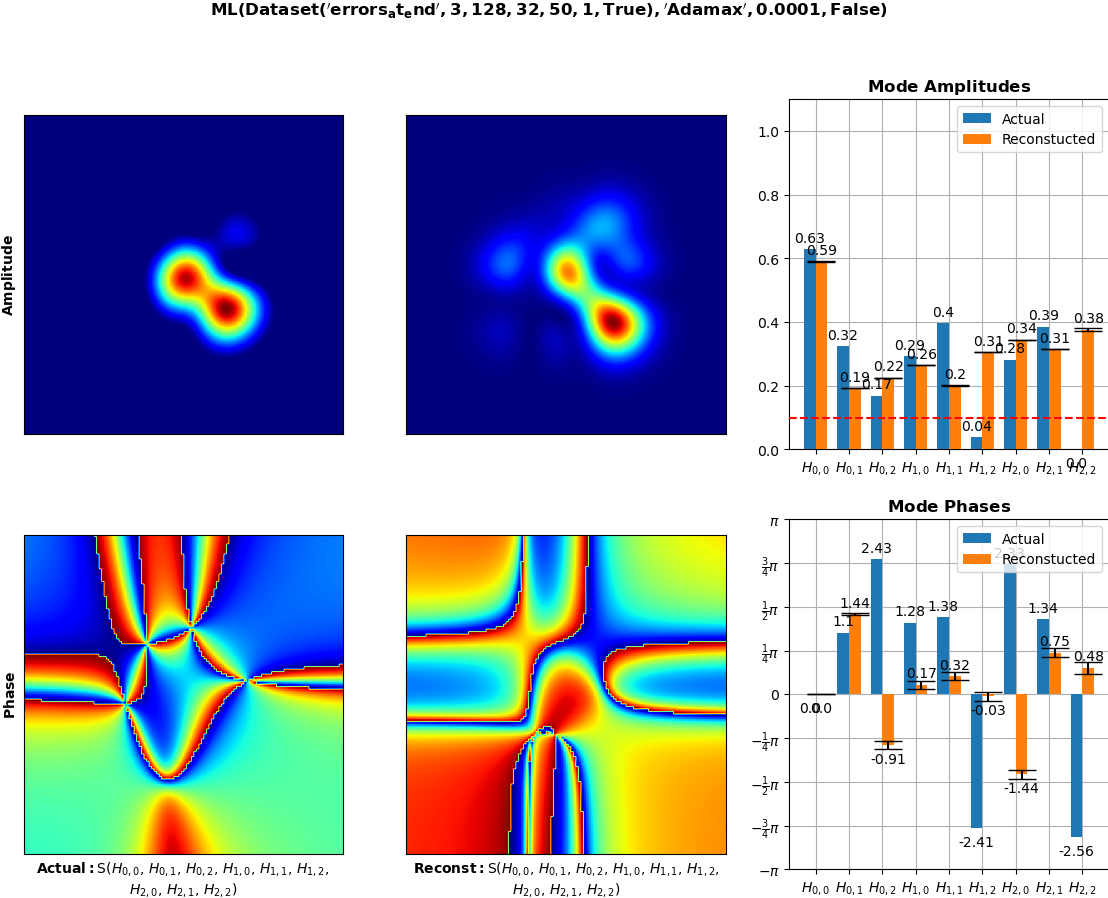 ML(Dataset('errors_at_end', 3, 128, 32, 50, 1, True), 'Adamax', 0.0001, False)
Amplitude
Mode Amplitudes
Actual
Reconstucted
1.0
0.8
0.6
0.4
0.2
0.0
0.63
0.59
0.32
0.19
0.17
0.22
0.29
0.26
0.4
0.2
0.04
0.31
0.28
0.34
0.39
0.31
0.0
0.38
H0,0 H0,1 H0,2 H1,0 H1,1 H1,2 H2,0 H2,1 H2,2
Phase
Mode Phases
Actual
Reconstucted
π
3/4π
1/2π
1/4π
0
−1/4π
−1/2π
−3/4π
−π
0.0
0.0
1.1
1.44
2.43
-0.91
1.28
0.17
1.38
0.32
-2.41
-0.03
2.33
-1.44
1.34
0.75
-2.56
0.48
H0,0 H0,1 H0,2 H1,0 H1,1 H1,2 H2,0 H2,1 H2,2
Actual: S(H0,0, H0,1, H0,2, H1,0, H1,1, H1,2,
H2,0, H2,1, H2,2)
Reconst: S(H0,0, H0,1, H0,2, H1,0, H1,1, H1,2,
H2,0, H2,1, H2,2)